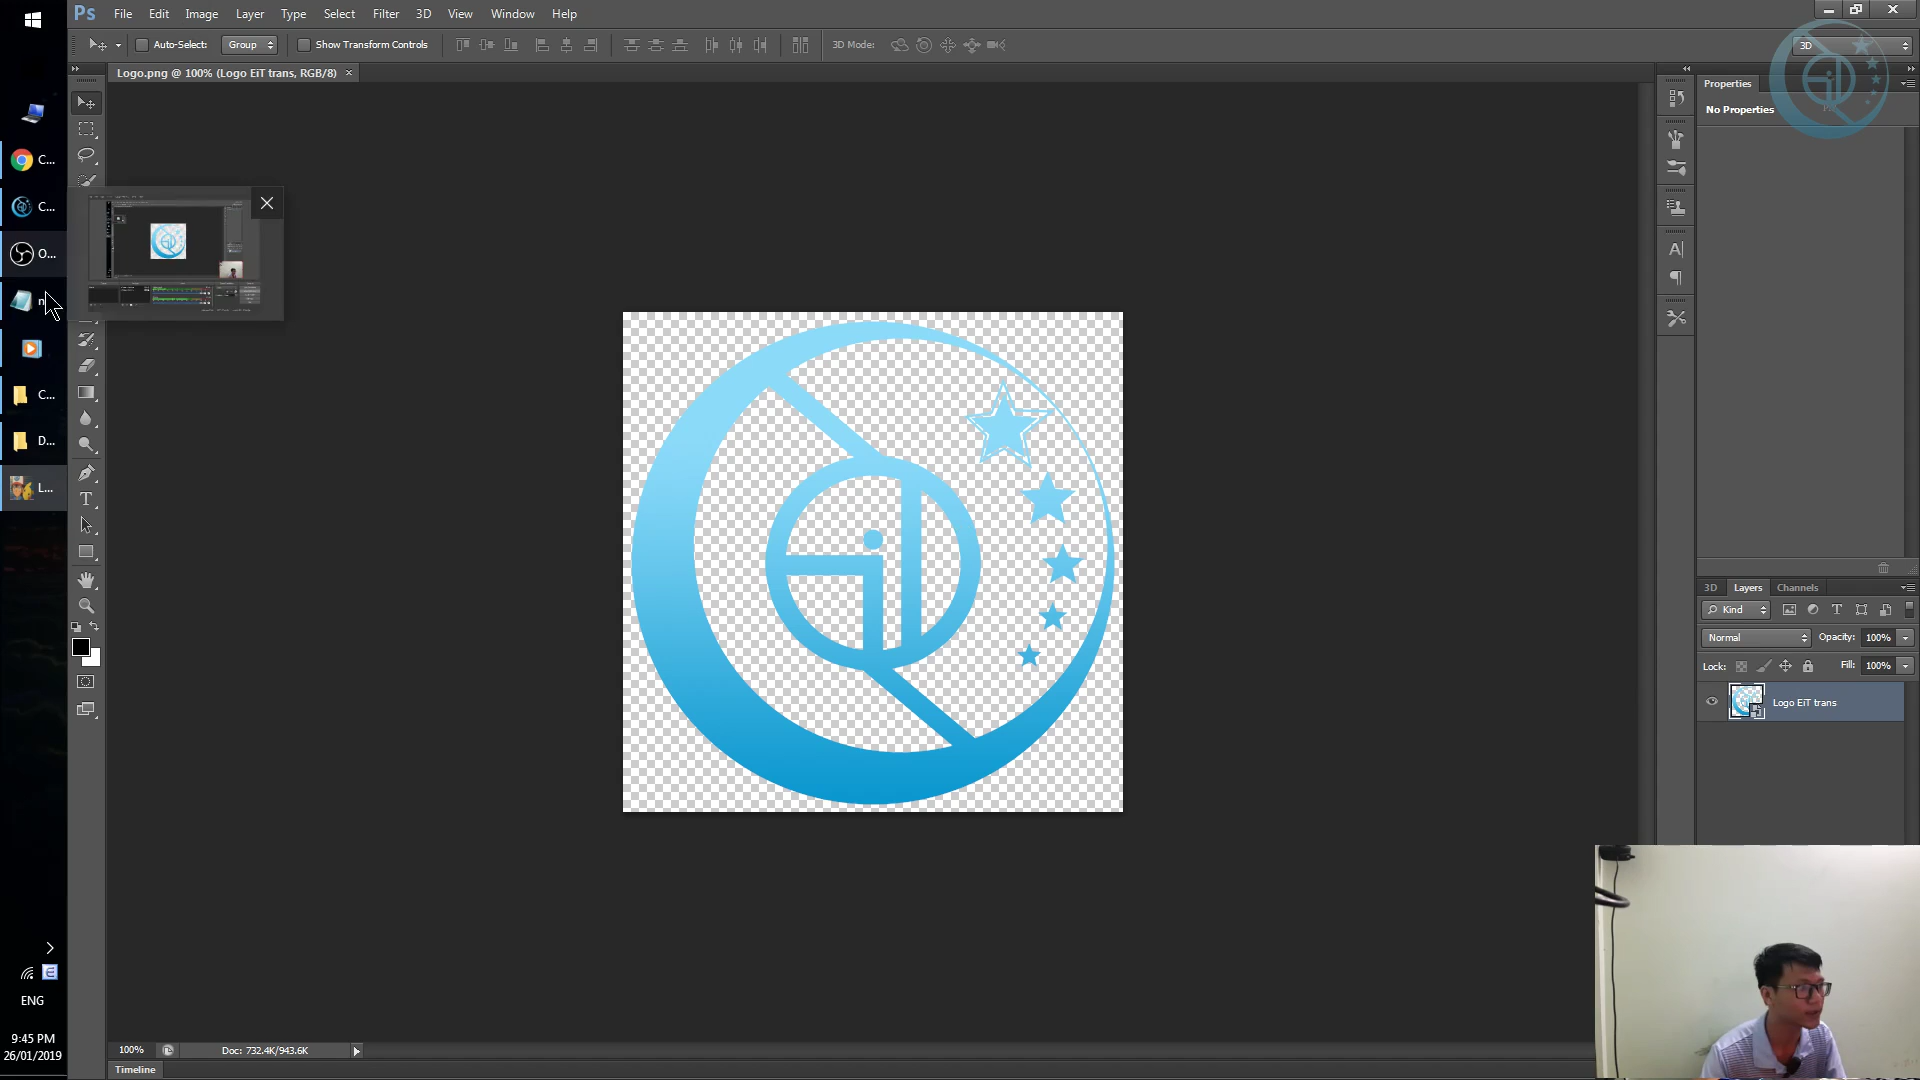 Ps File Edit Image Layer Type Select Filter 3D View Window Help
Auto-Select: Group Show Transform Controls 3D Mode: 3D
Logo.png @ 100% (Logo EiT trans, RGB/8) ×
Properties
No Properties
C...
C...
O...
n
C...
D...
L...
T
A
3D Layers Channels
Kind
T
Normal Opacity: 100%
Lock: Fill: 100%
Logo EiT trans
ENG
9:45 PM
26/01/2019
100% Doc: 732.4K/943.6K
Timeline